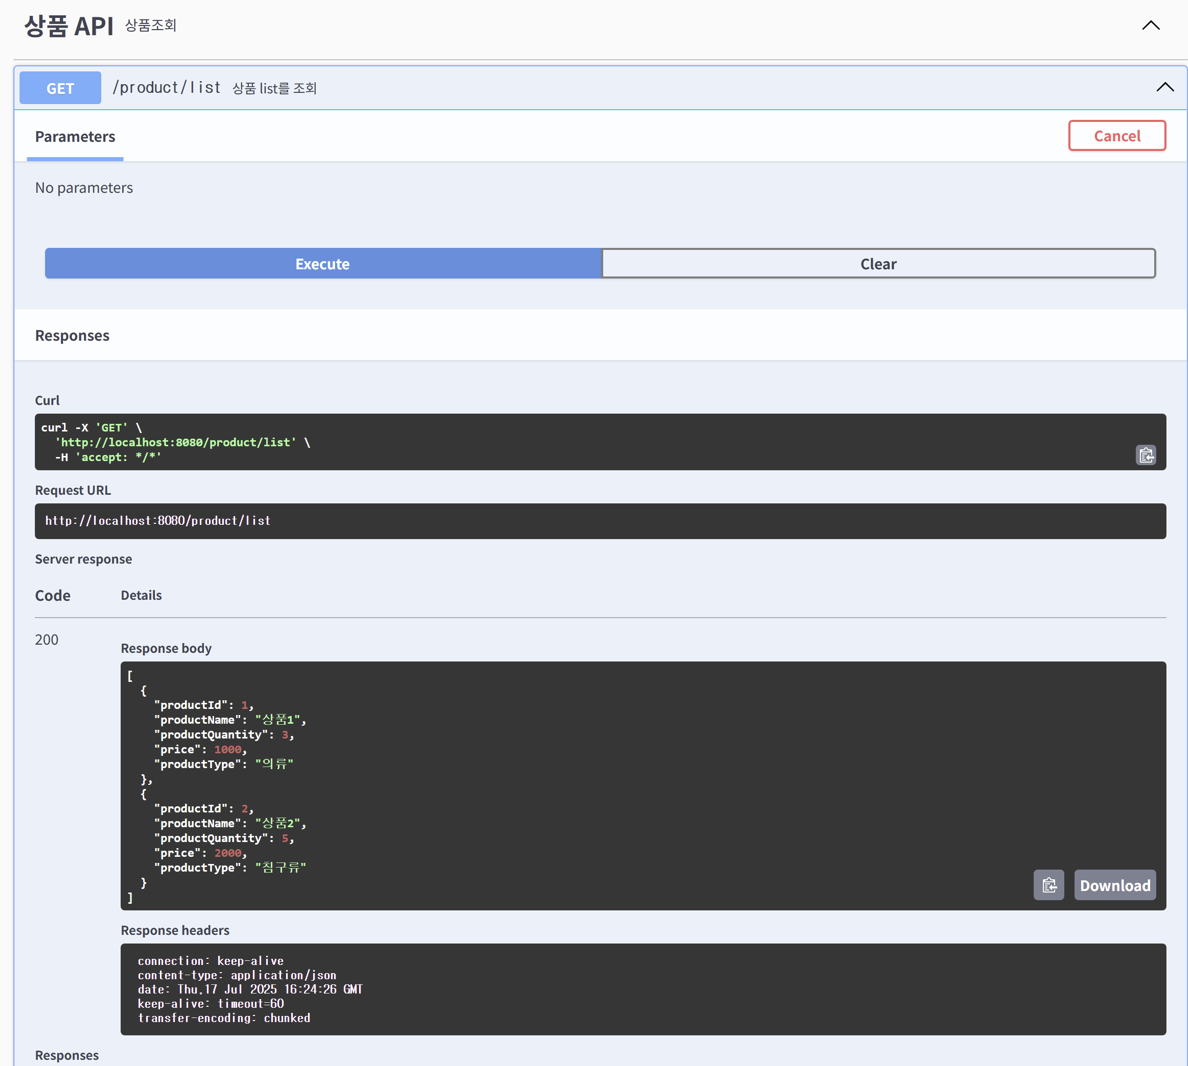 상품 API 상품조회
GET /product/list 상품 list를 조회
Parameters
Cancel
No parameters
Execute
Clear
Responses
Curl
curl -X 'GET' \
'http://localhost:8080/product/list' \
-H 'accept: */*'
Request URL
http://localhost:8080/product/list
Server response
Code Details
200
Response body
[
{
"productId": 1,
"productName": "상품1",
"productQuantity": 3,
"price": 1000,
"productType": "의류"
},
{
"productId": 2,
"productName": "상품2",
"productQuantity": 5,
"price": 2000,
"productType": "침구류"
}
]
Download
Response headers
connection: keep-alive
content-type: application/json
date: Thu,17 Jul 2025 16:24:26 GMT
keep-alive: timeout=60
transfer-encoding: chunked
Responses